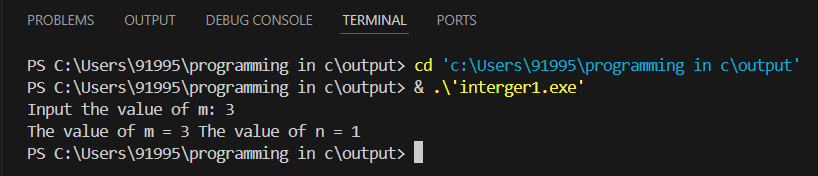 PROBLEMS OUTPUT DEBUG CONSOLE TERMINAL PORTS
PS C:\Users\91995\programming in c\output> cd 'c:\Users\91995\programming in c\output'
PS C:\Users\91995\programming in c\output> & .\'interger1.exe'
Input the value of m: 3
The value of m = 3 The value of n = 1
PS C:\Users\91995\programming in c\output>